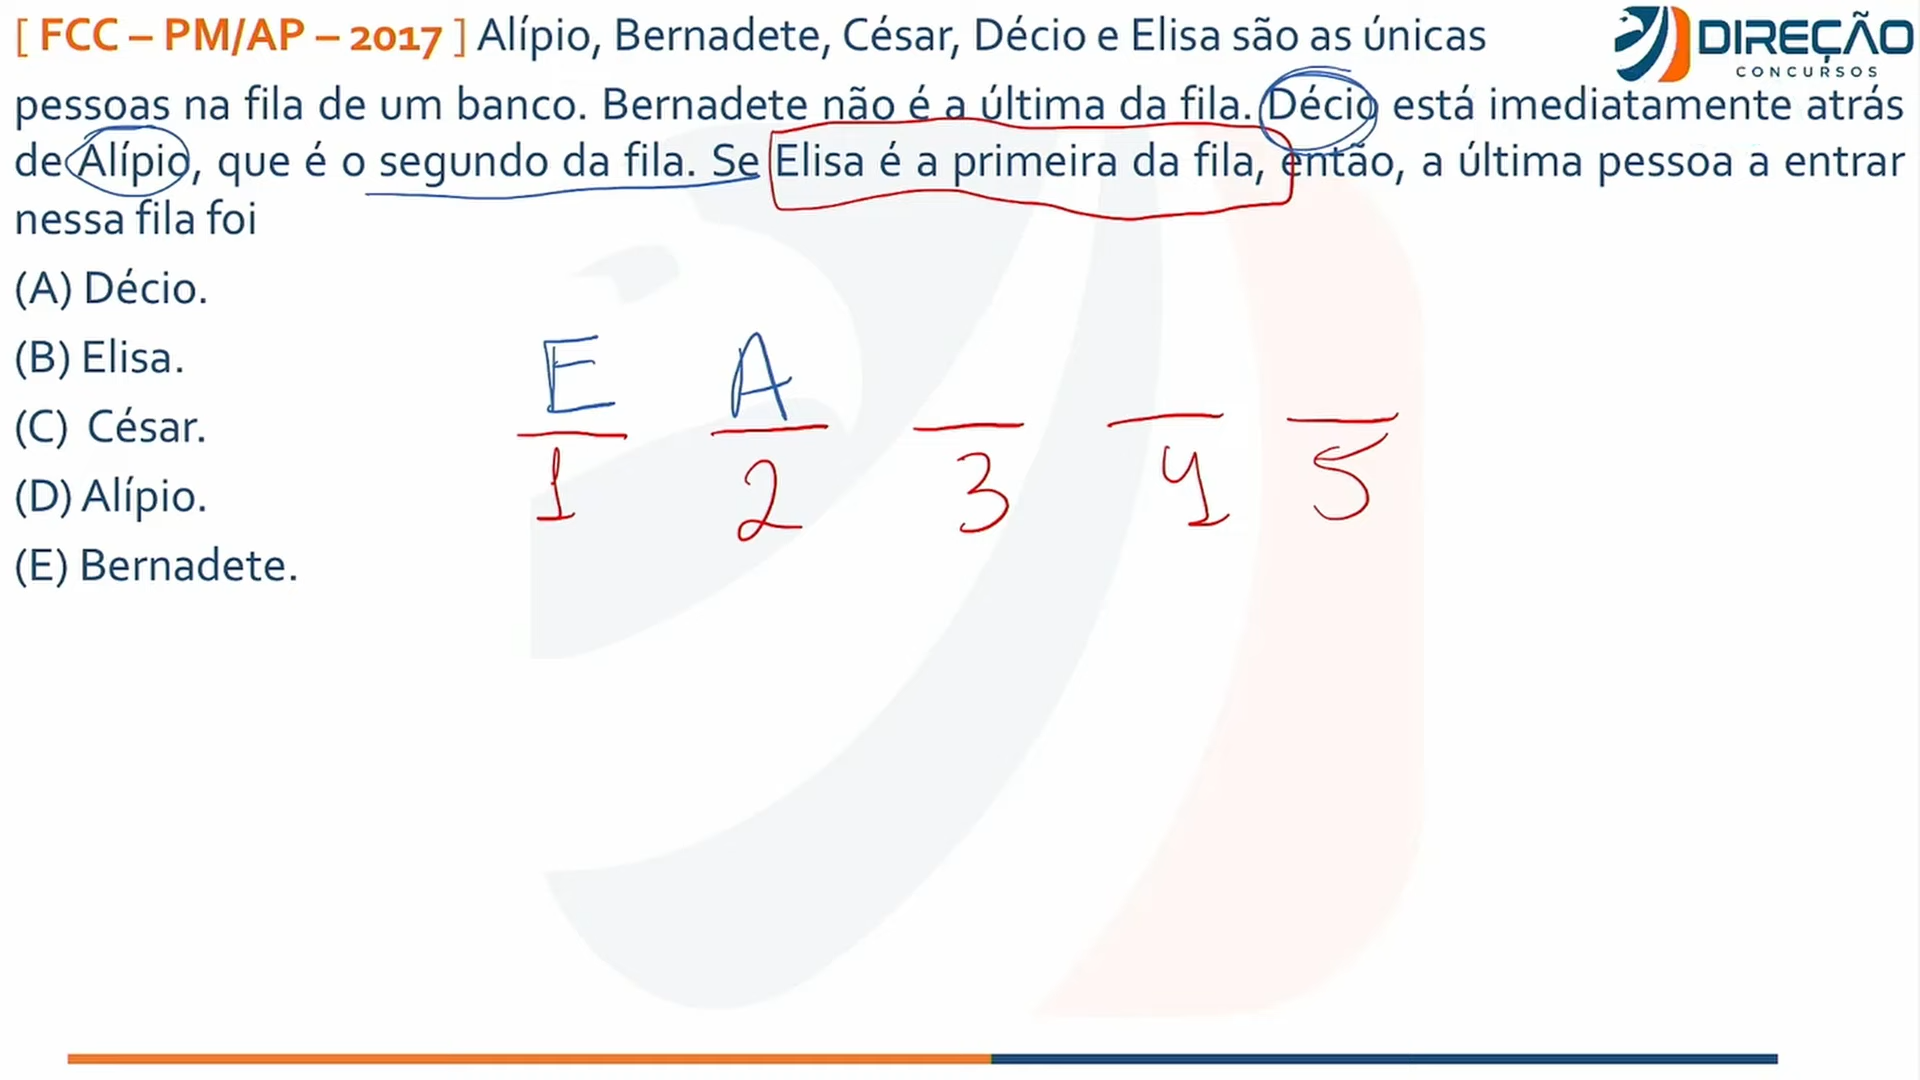 [ FCC – PM/AP – 2017 ] Alípio, Bernadete, César, Décio e Elisa são as únicas
pessoas na fila de um banco. Bernadete não é a última da fila. Décio está imediatamente atrás
de Alípio, que é o segundo da fila. Se Elisa é a primeira da fila, então, a última pessoa a entrar
nessa fila foi
DIREÇÃO
CONCURSOS
(A) Décio.
(B) Elisa.
(C) César.
(D) Alípio.
(E) Bernadete.
E A
1 2 3 4 5